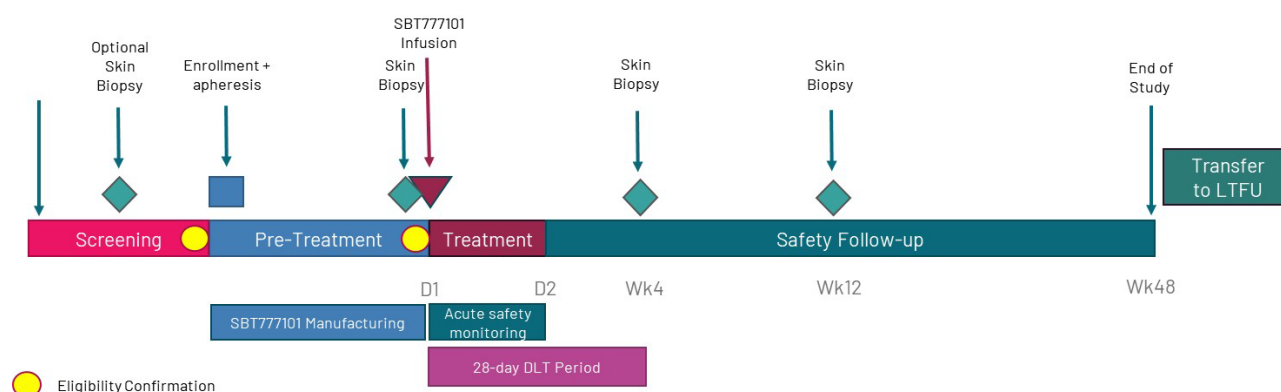 SBT777101
Infusion
Optional
Skin
Biopsy
Enrollment +
apheresis
Skin
Biopsy
Skin
Biopsy
Skin
Biopsy
End of
Study
Transfer
to LTFU
Screening
Pre-Treatment
Treatment
Safety Follow-up
D1
D2
Wk4
Wk12
Wk48
SBT777101 Manufacturing
Acute safety
monitoring
28-day DLT Period
Eligibility Confirmation